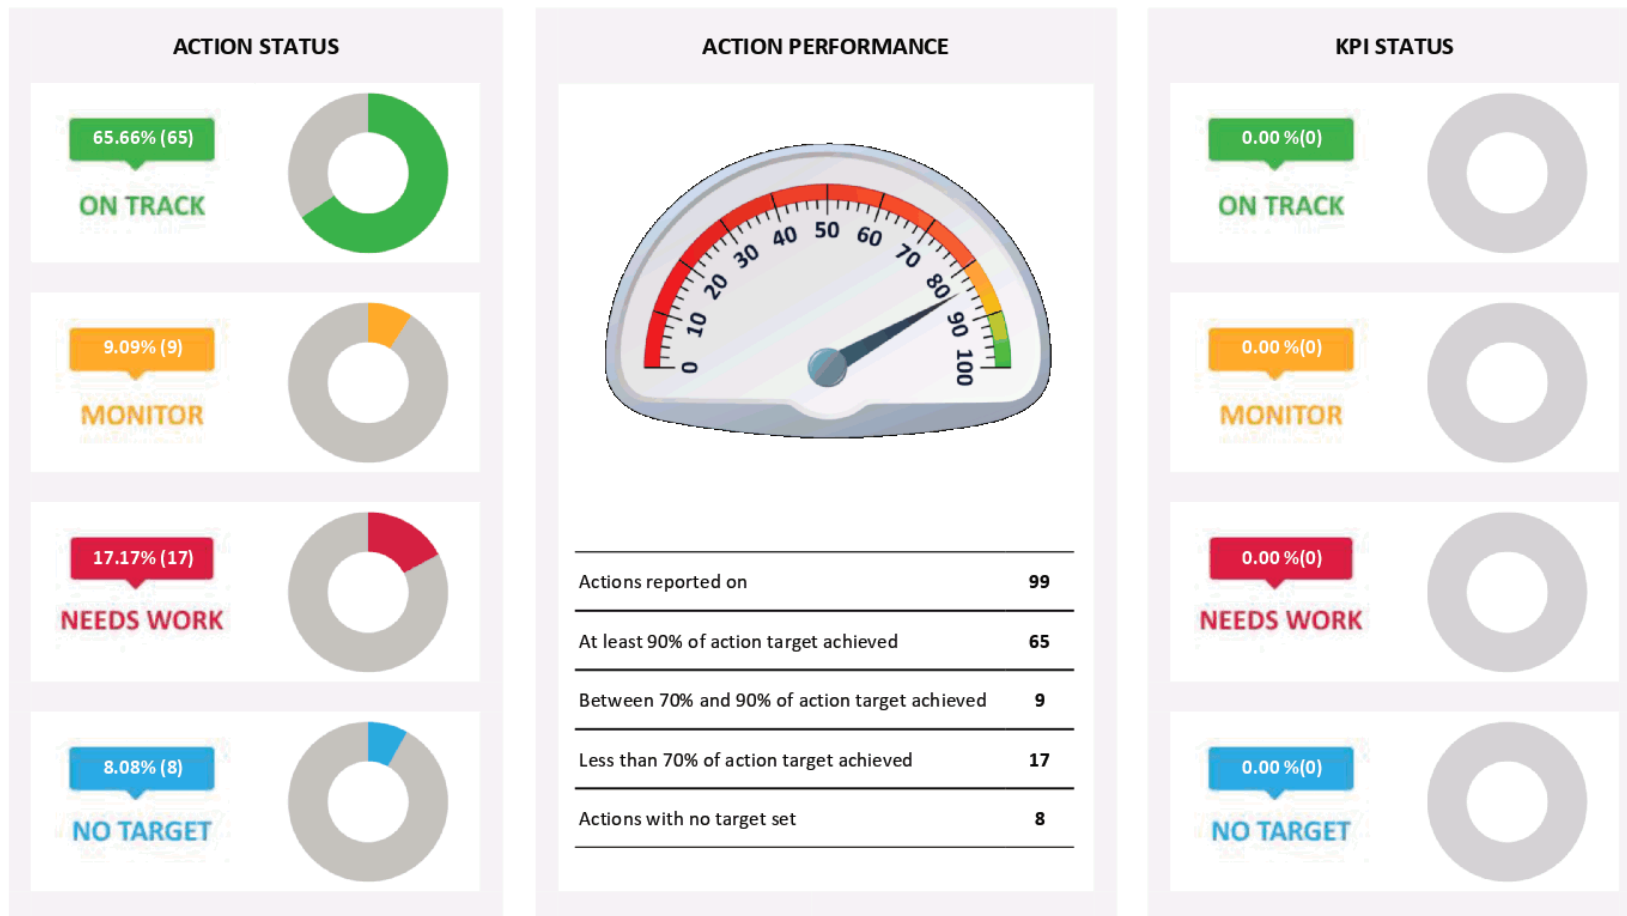 ACTION STATUS
65.66% (65)
ON TRACK
9.09% (9)
MONITOR
17.17% (17)
NEEDS WORK
8.08% (8)
NO TARGET
ACTION PERFORMANCE
0
10
20
30
40
50
60
70
80
90
100
Actions reported on 99
At least 90% of action target achieved 65
Between 70% and 90% of action target achieved 9
Less than 70% of action target achieved 17
Actions with no target set 8
KPI STATUS
0.00 %(0)
ON TRACK
0.00 %(0)
MONITOR
0.00 %(0)
NEEDS WORK
0.00 %(0)
NO TARGET